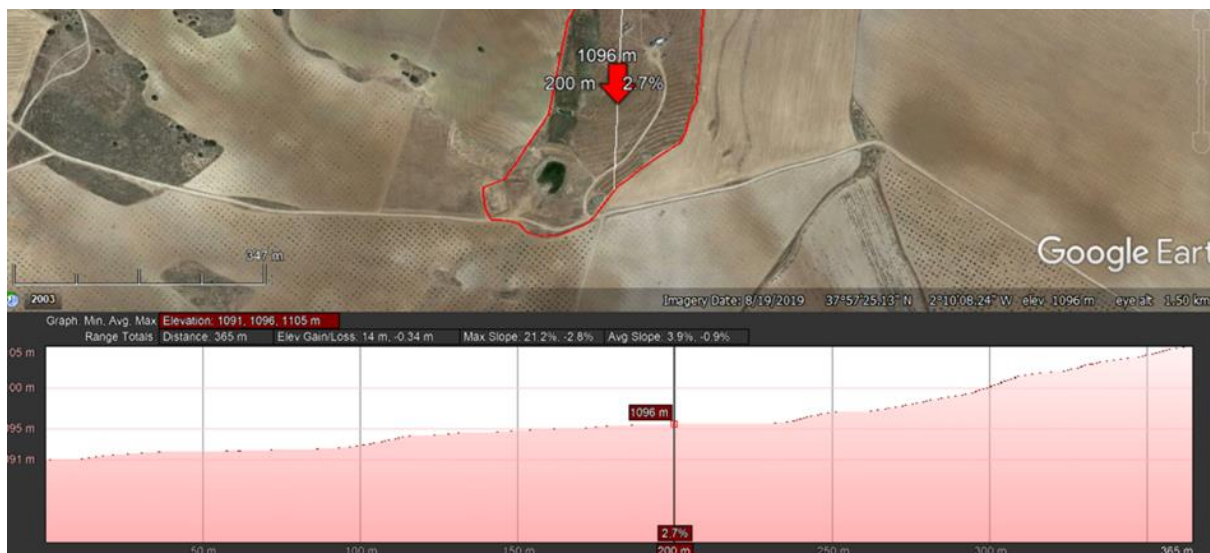 1096 m
200 m 2.7%
347 m
Google Eart
2003
Imagery Date: 8/19/2019 37°57'25.13" N 2°10'08.24" W elev. 1096 m eye alt 1.50 km
Graph: Min, Avg, Max Elevation: 1091, 1096, 1105 m
Range Totals: Distance: 365 m Elev Gain/Loss: 14 m, -0.34 m Max Slope: 21.2%, -2.8% Avg Slope: 3.9%, -0.9%
05 m
00 m
1096 m
095 m
091 m
2.7%
50 m 100 m 150 m 200 m 250 m 300 m 365 m